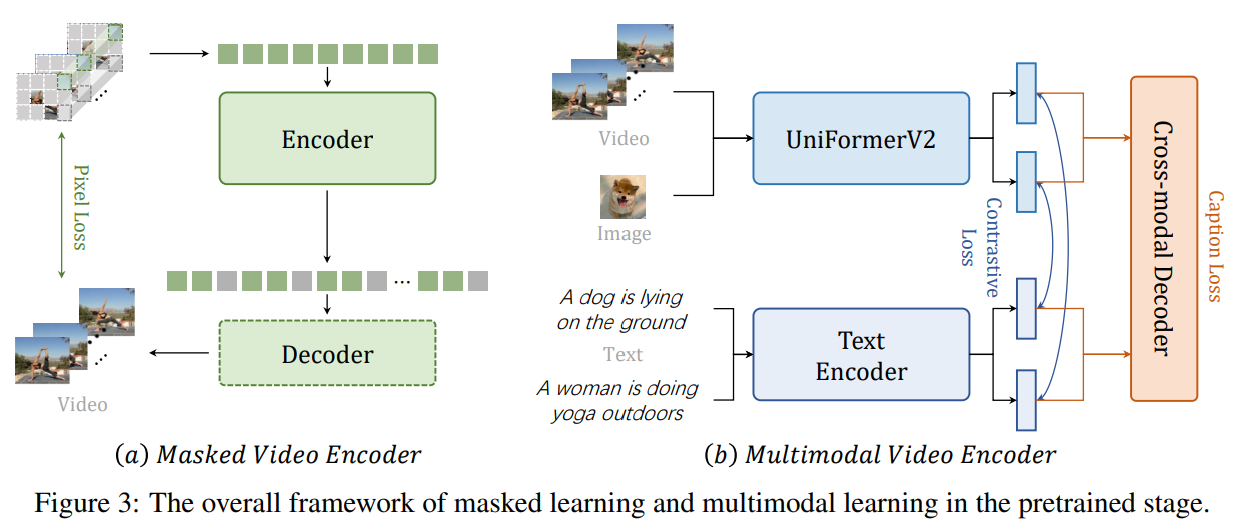 Encoder
Pixel Loss
Decoder
Video
(a) Masked Video Encoder
Video
Image
UniFormerV2
A dog is lying
on the ground
Text
A woman is doing
yoga outdoors
Text
Encoder
Contrastive
Loss
Cross-modal Decoder
Caption Loss
(b) Multimodal Video Encoder
Figure 3: The overall framework of masked learning and multimodal learning in the pretrained stage.